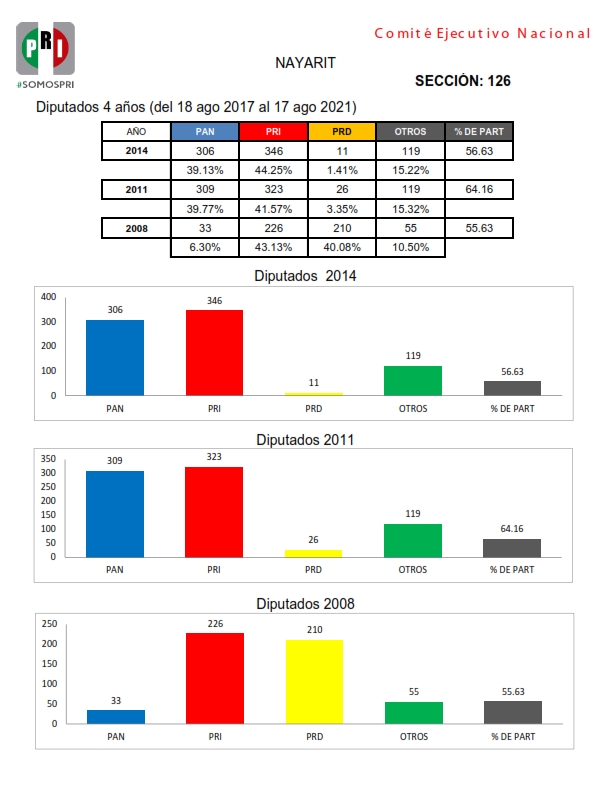 Comité Ejecutivo Nacional
PRI
#SOMOSPRI
NAYARIT
SECCIÓN: 126
Diputados 4 años (del 18 ago 2017 al 17 ago 2021)
AÑO PAN PRI PRD OTROS % DE PART
2014 306 346 11 119 56.63
39.13% 44.25% 1.41% 15.22%
2011 309 323 26 119 64.16
39.77% 41.57% 3.35% 15.32%
2008 33 226 210 55 55.63
6.30% 43.13% 40.08% 10.50%
Diputados 2014
400
300
200
100
0
306 346 11 119 56.63
PAN PRI PRD OTROS % DE PART
Diputados 2011
350
300
250
200
150
100
50
0
309 323 26 119 64.16
PAN PRI PRD OTROS % DE PART
Diputados 2008
250
200
150
100
50
0
33 226 210 55 55.63
PAN PRI PRD OTROS % DE PART